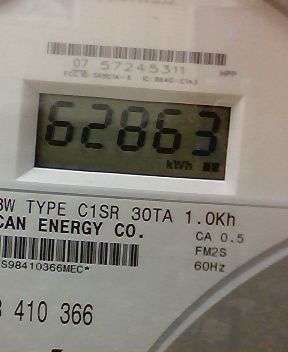 07 57245311 HPP
62863
kWh
3W TYPE C1SR 30TA 1.0Kh
CAN ENERGY CO.
CA 0.5
FM2S
S98410366MEC*
60Hz
410 366